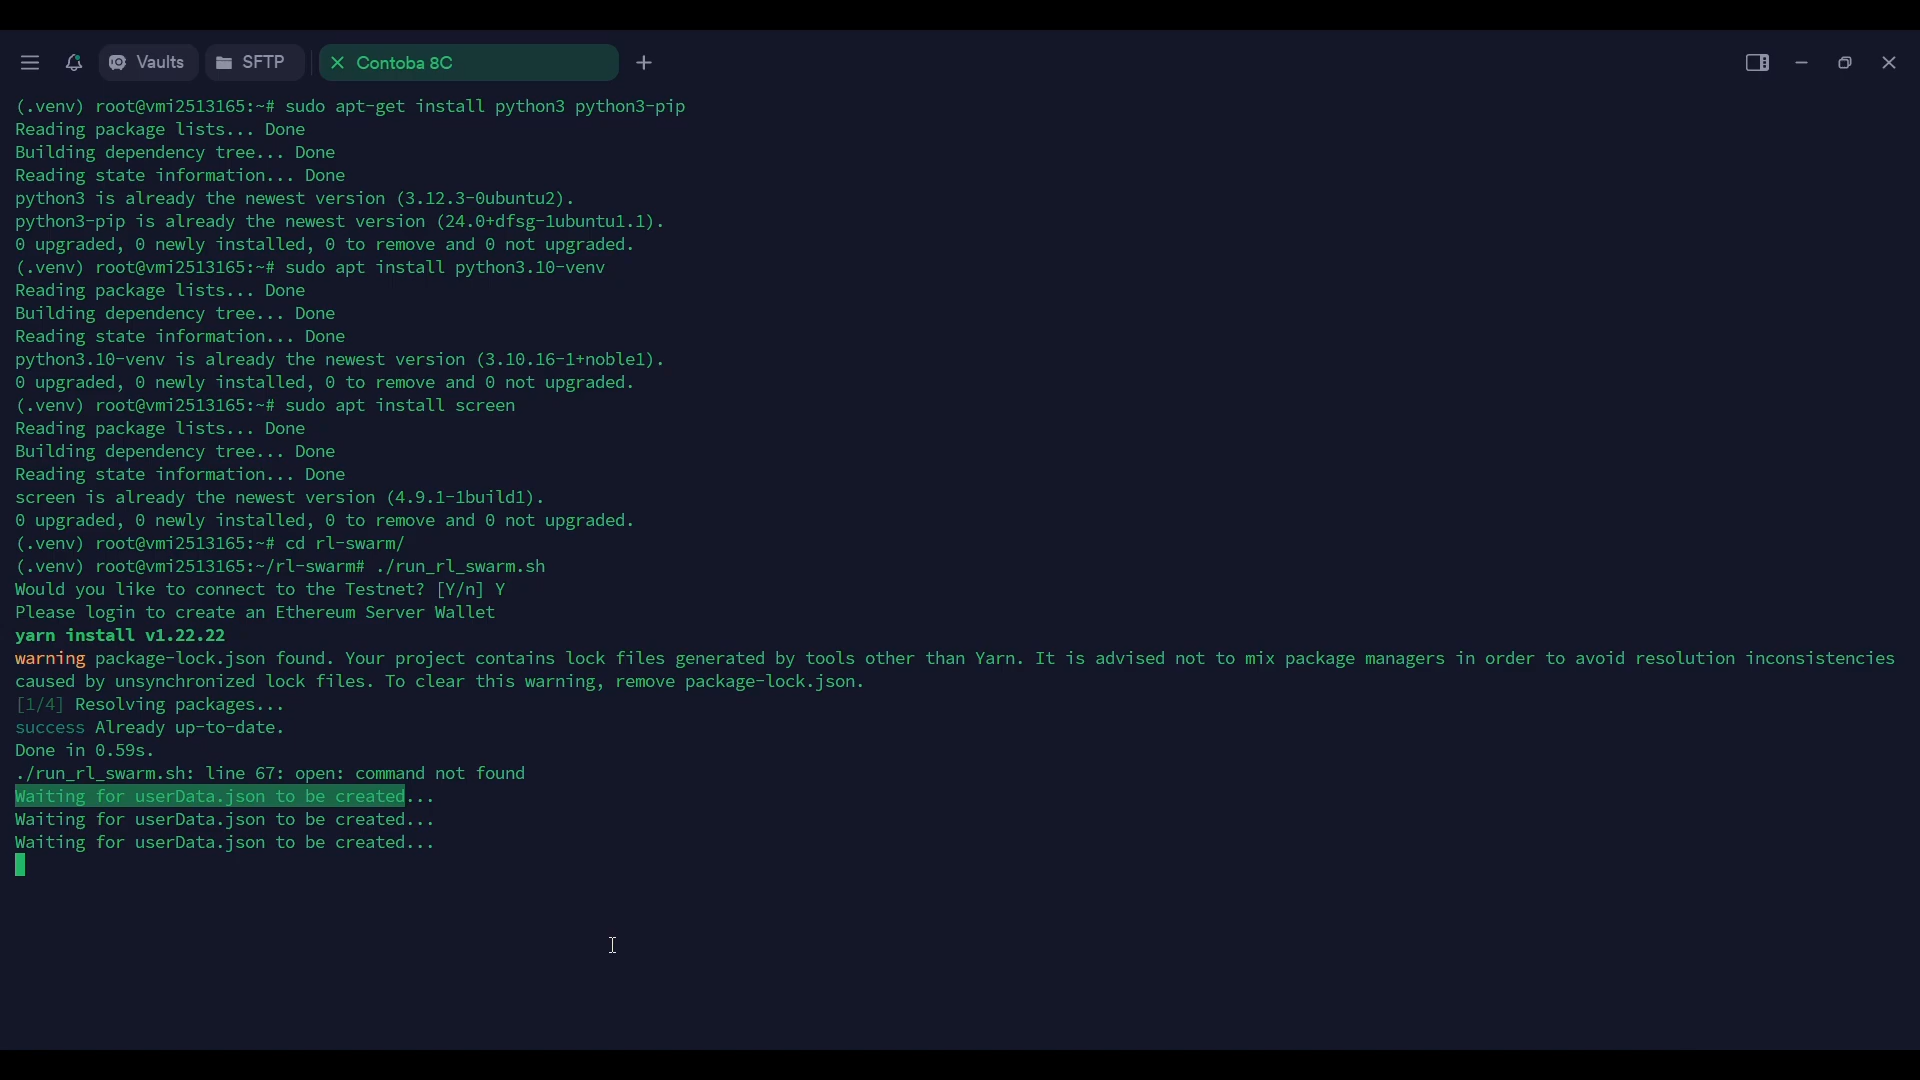 Vaults SFTP Contoba 8C
(.venv) root@vmi2513165:~# sudo apt-get install python3 python3-pip
Reading package lists... Done
Building dependency tree... Done
Reading state information... Done
python3 is already the newest version (3.12.3-0ubuntu2).
python3-pip is already the newest version (24.0+dfsg-1ubuntu1.1).
0 upgraded, 0 newly installed, 0 to remove and 0 not upgraded.
(.venv) root@vmi2513165:~# sudo apt install python3.10-venv
Reading package lists... Done
Building dependency tree... Done
Reading state information... Done
python3.10-venv is already the newest version (3.10.16-1+noble1).
0 upgraded, 0 newly installed, 0 to remove and 0 not upgraded.
(.venv) root@vmi2513165:~# sudo apt install screen
Reading package lists... Done
Building dependency tree... Done
Reading state information... Done
screen is already the newest version (4.9.1-1build1).
0 upgraded, 0 newly installed, 0 to remove and 0 not upgraded.
(.venv) root@vmi2513165:~# cd rl-swarm/
(.venv) root@vmi2513165:~/rl-swarm# ./run_rl_swarm.sh
Would you like to connect to the Testnet? [Y/n] Y
Please login to create an Ethereum Server Wallet
yarn install v1.22.22
warning package-lock.json found. Your project contains lock files generated by tools other than Yarn. It is advised not to mix package managers in order to avoid resolution inconsistencies
caused by unsynchronized lock files. To clear this warning, remove package-lock.json.
[1/4] Resolving packages...
success Already up-to-date.
Done in 0.59s.
./run_rl_swarm.sh: line 67: open: command not found
Waiting for userData.json to be created...
Waiting for userData.json to be created...
Waiting for userData.json to be created...